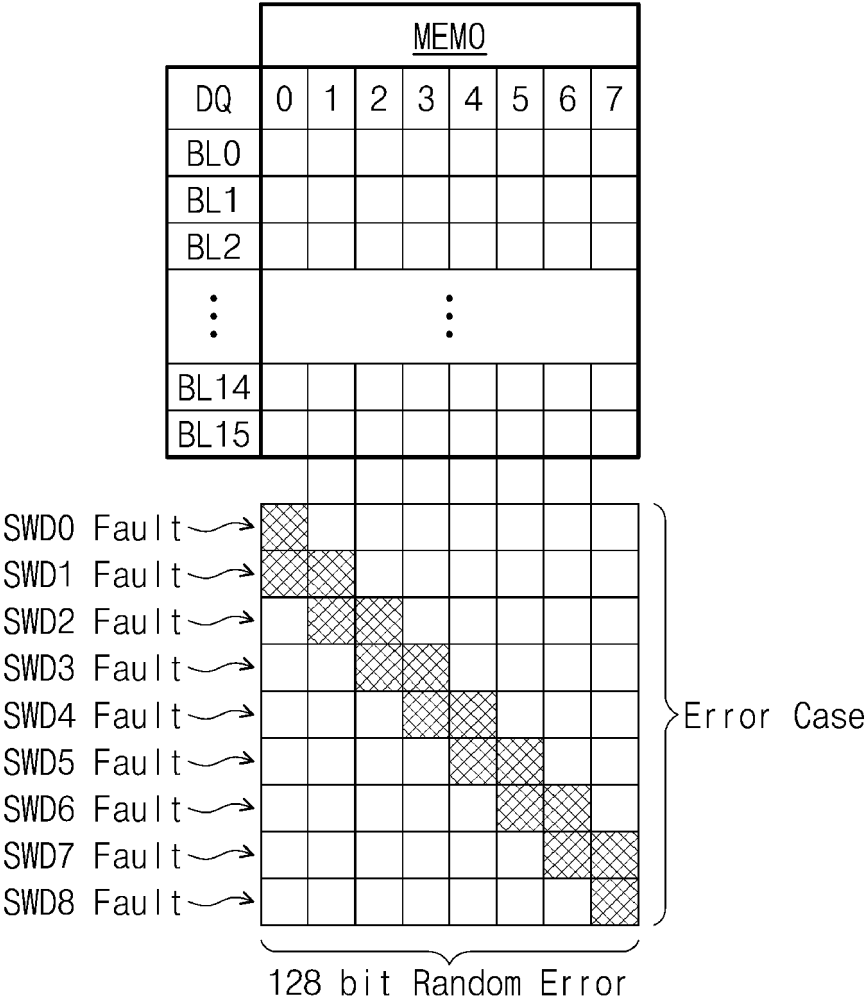 MEMO
DQ 0 1 2 3 4 5 6 7
BL0
BL1
BL2
⋮ ⋮
BL14
BL15
SWD0 Fault
SWD1 Fault
SWD2 Fault
SWD3 Fault
SWD4 Fault
Error Case
SWD5 Fault
SWD6 Fault
SWD7 Fault
SWD8 Fault
128 bit Random Error